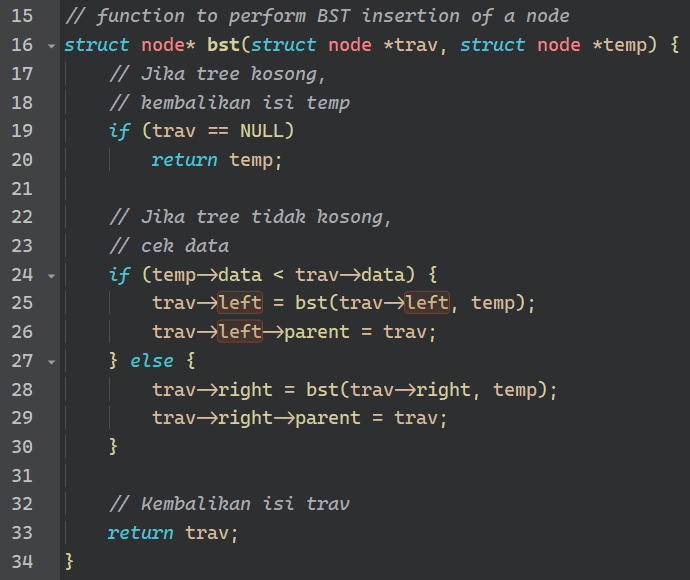 15 // function to perform BST insertion of a node
16 struct node* bst(struct node *trav, struct node *temp) {
17     // Jika tree kosong,
18     // kembalikan isi temp
19     if (trav == NULL)
20         return temp;
21
22     // Jika tree tidak kosong,
23     // cek data
24     if (temp->data < trav->data) {
25         trav->left = bst(trav->left, temp);
26         trav->left->parent = trav;
27     } else {
28         trav->right = bst(trav->right, temp);
29         trav->right->parent = trav;
30     }
31
32     // Kembalikan isi trav
33     return trav;
34 }